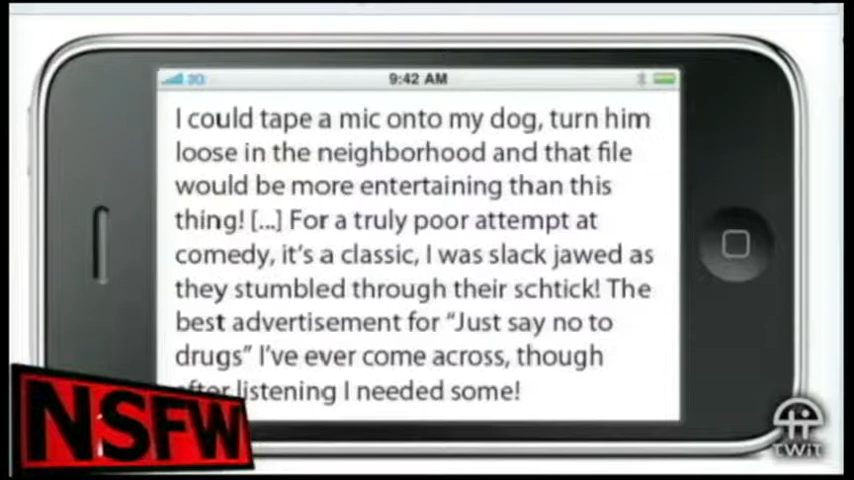 3G 9:42 AM
I could tape a mic onto my dog, turn him
loose in the neighborhood and that file
would be more entertaining than this
thing! [...] For a truly poor attempt at
comedy, it's a classic, I was slack jawed as
they stumbled through their schtick! The
best advertisement for “Just say no to
drugs” I've ever come across, though
after listening I needed some!
NSFW
TWiT